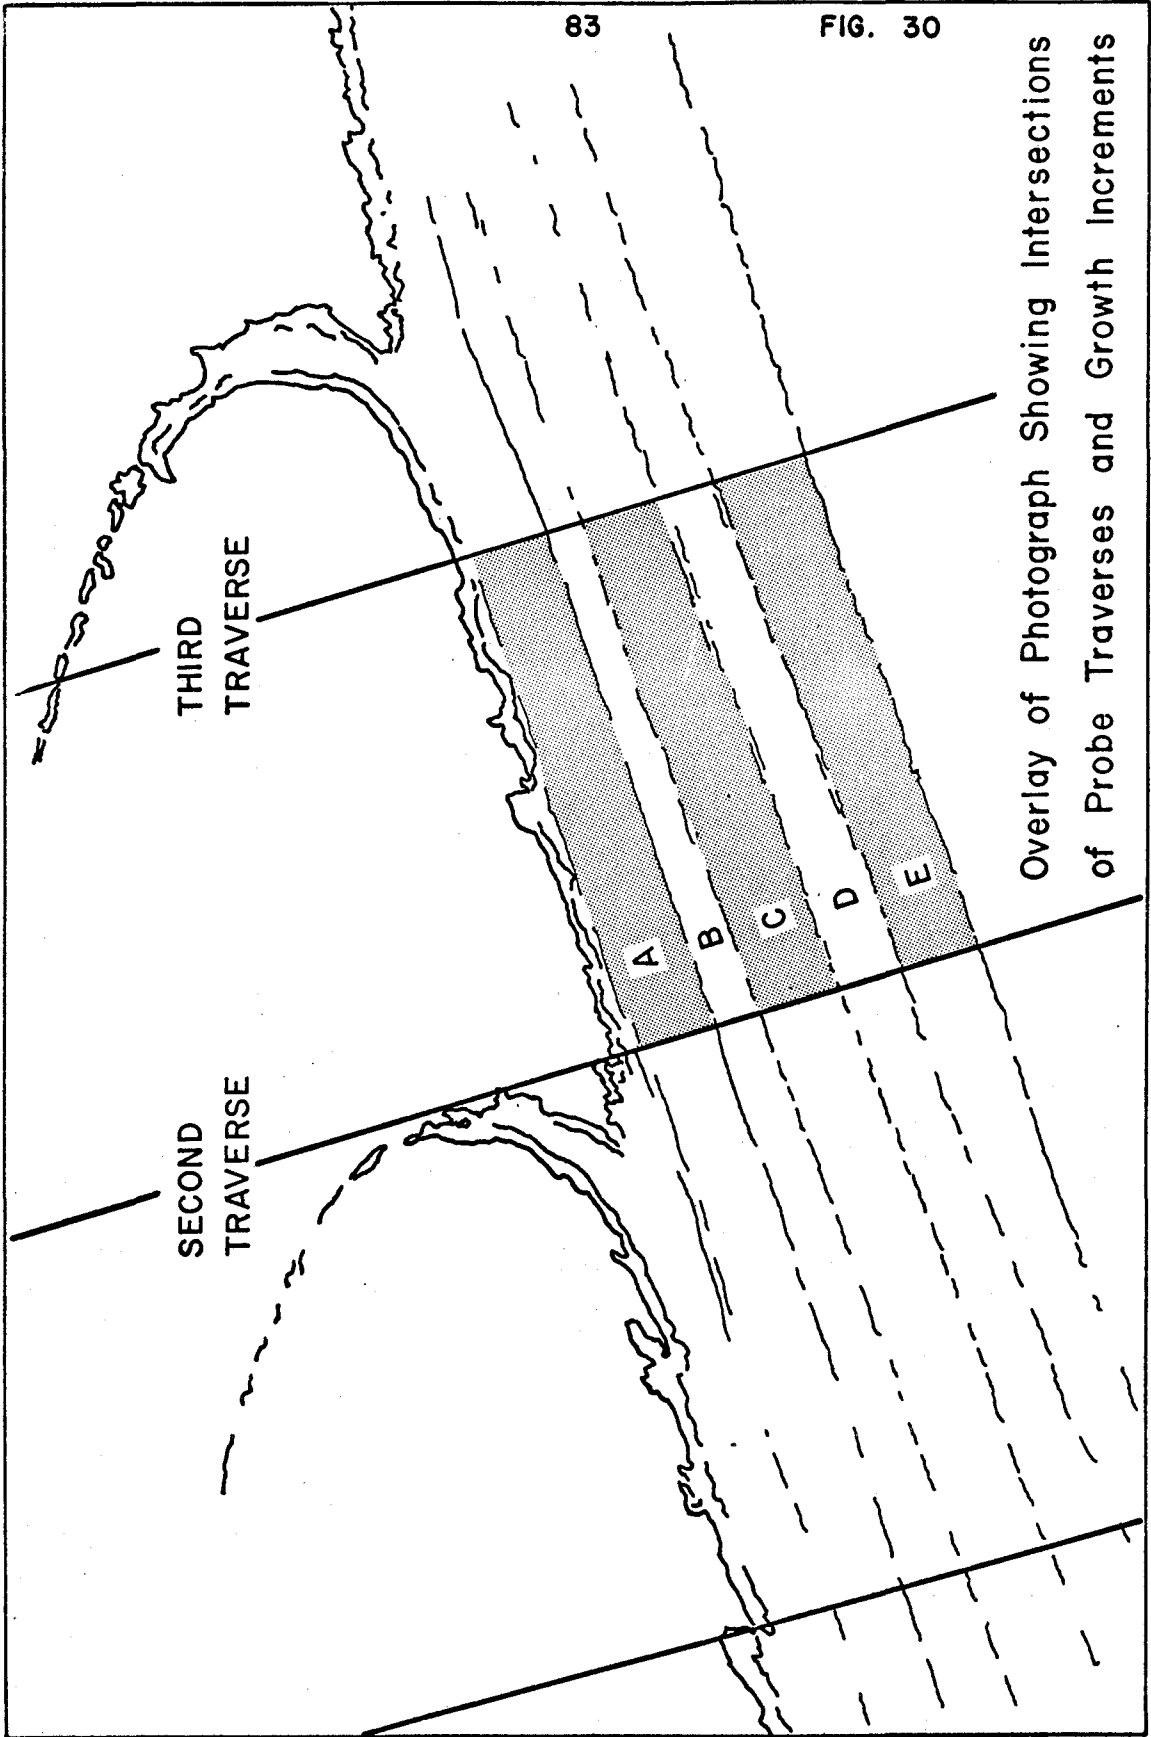 83
FIG. 30
THIRD
TRAVERSE
SECOND
TRAVERSE
A
B
C
D
E
Overlay of Photograph Showing Intersections
of Probe Traverses and Growth Increments